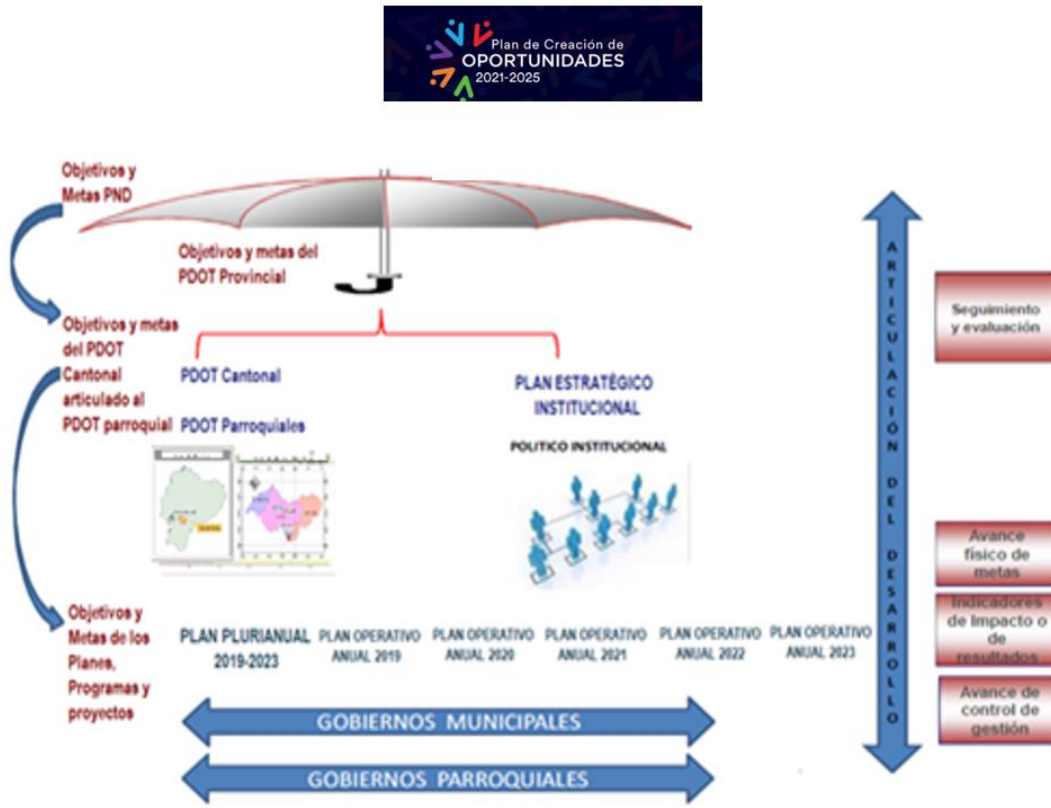 Plan de Creación de
OPORTUNIDADES
2021-2025
Objetivos y
Metas PND
Objetivos y metas del
PDOT Provincial
Objetivos y metas
del PDOT
Cantonal
articulado al
PDOT parroquial
PDOT Cantonal
PDOT Parroquiales
PLAN ESTRATÉGICO
INSTITUCIONAL
POLITICO INSTITUCIONAL
Objetivos y
Metas de los
Planes,
Programas y
proyectos
PLAN PLURIANUAL
2019-2023
PLAN OPERATIVO
ANUAL 2019
PLAN OPERATIVO
ANUAL 2020
PLAN OPERATIVO
ANUAL 2021
PLAN OPERATIVO
ANUAL 2022
PLAN OPERATIVO
ANUAL 2023
GOBIERNOS MUNICIPALES
GOBIERNOS PARROQUIALES
ARTICULACIÓN DEL DESARROLLO
Seguimiento
y evaluación
Avance
físico de
metas
Indicadores
de Impacto o
de
resultados
Avance de
control de
gestión